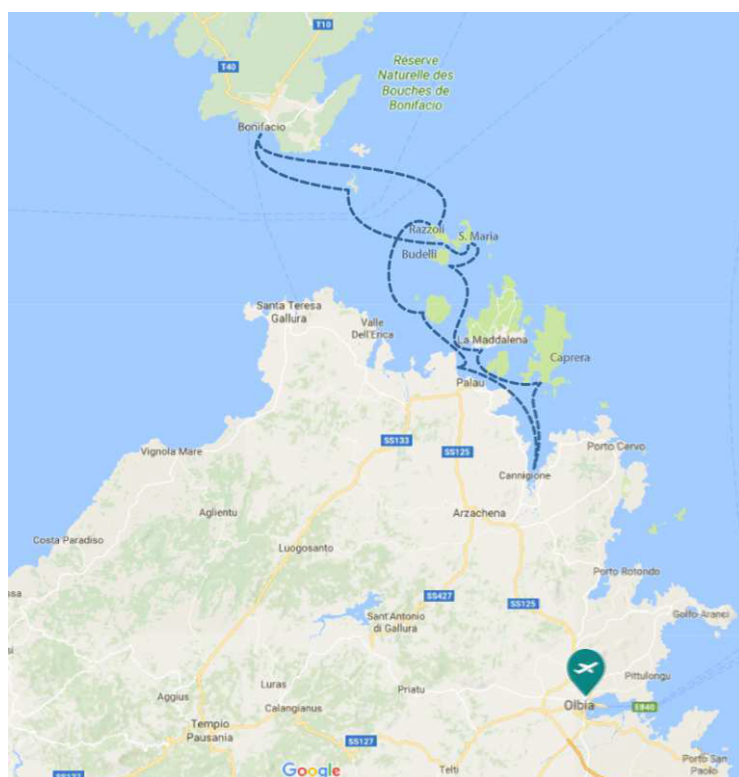 T10
T40
Réserve
Naturelle des
Bouches de
Bonifacio
Bonifacio
Razzoli
S. Maria
Budelli
Santa Teresa
Gallura
Valle
Dell'Erica
La Maddalena
Caprera
Palau
SS133
SS125
Porto Cervo
Vignola Mare
Cannigione
Aglientu
Arzachena
Costa Paradiso
Luogosanto
Porto Rotondo
SS427
SS125
Golfo Aranci
Sant'Antonio
di Gallura
Pittulongu
Luras
Priatu
Aggius
Olbia
E840
Calangianus
Tempio
Pausania
SS127
Porto San
Paolo
Telti
Google